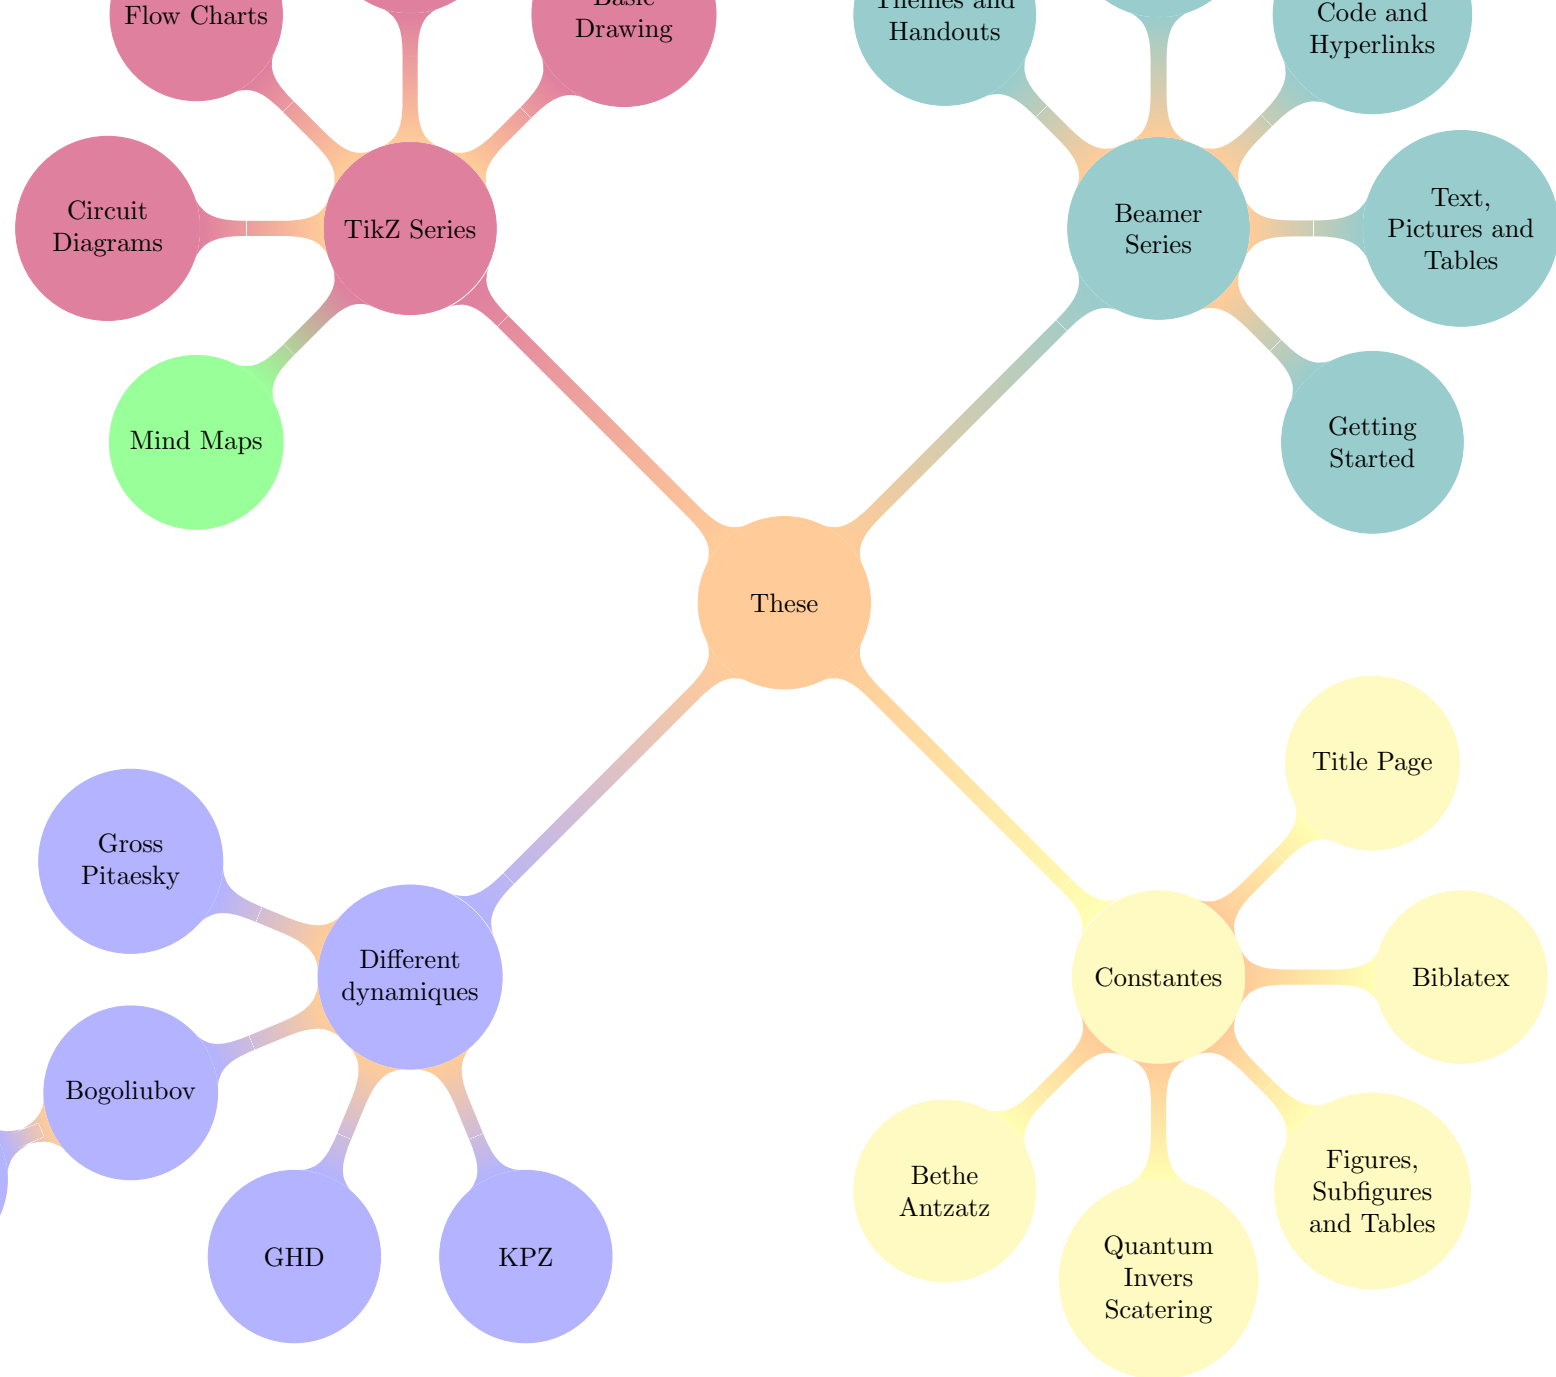 Flow Charts
Basic
Drawing
Themes and
Handouts
Code and
Hyperlinks
Circuit
Diagrams
TikZ Series
Beamer
Series
Text,
Pictures and
Tables
Mind Maps
Getting
Started
These
Title Page
Gross
Pitaesky
Different
dynamiques
Constantes
Biblatex
Bogoliubov
Bethe
Antzatz
Figures,
Subfigures
and Tables
GHD
KPZ
Quantum
Invers
Scatering